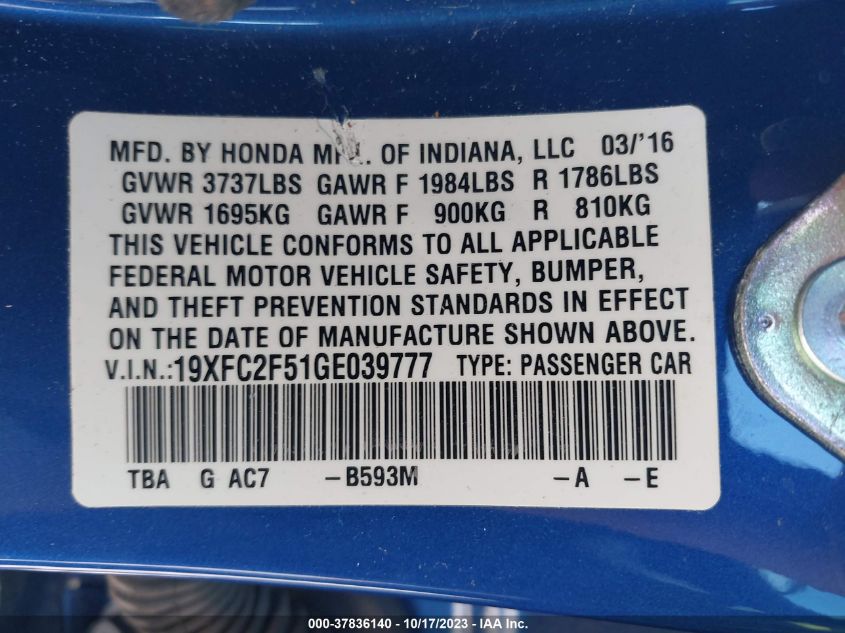 MFD. BY HONDA OF INDIANA, LLC 03/'16
GVWR 3737LBS GAWR F 1984LBS R 1786LBS
GVWR 1695KG GAWR F 900KG R 810KG
THIS VEHICLE CONFORMS TO ALL APPLICABLE
FEDERAL MOTOR VEHICLE SAFETY, BUMPER,
AND THEFT PREVENTION STANDARDS IN EFFECT
ON THE DATE OF MANUFACTURE SHOWN ABOVE.
V.I.N.:19XFC2F51GE039777 TYPE: PASSENGER CAR
TBA G AC7 -B593M -A -E
000-37836140 - 10/17/2023 - IAA Inc.